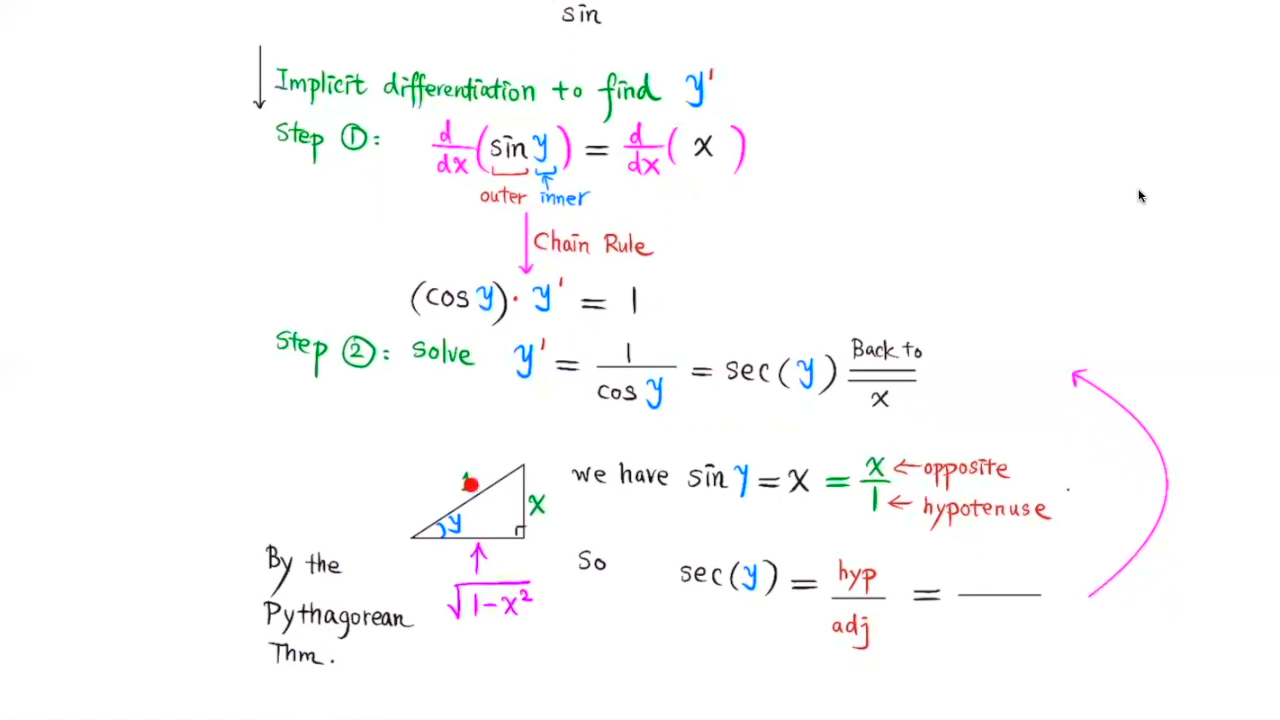 sin
Implicit differentiation to find y'
Step ①: d/dx (sin y) = d/dx ( x )
outer inner
Chain Rule
(cos y) · y' = 1
Step ②: solve y' = 1/cos y = sec(y) Back to x
we have sin y = x = x/1 ← opposite ← hypotenuse
y x
By the Pythagorean Thm.
√1-x²
So sec(y) = hyp/adj =